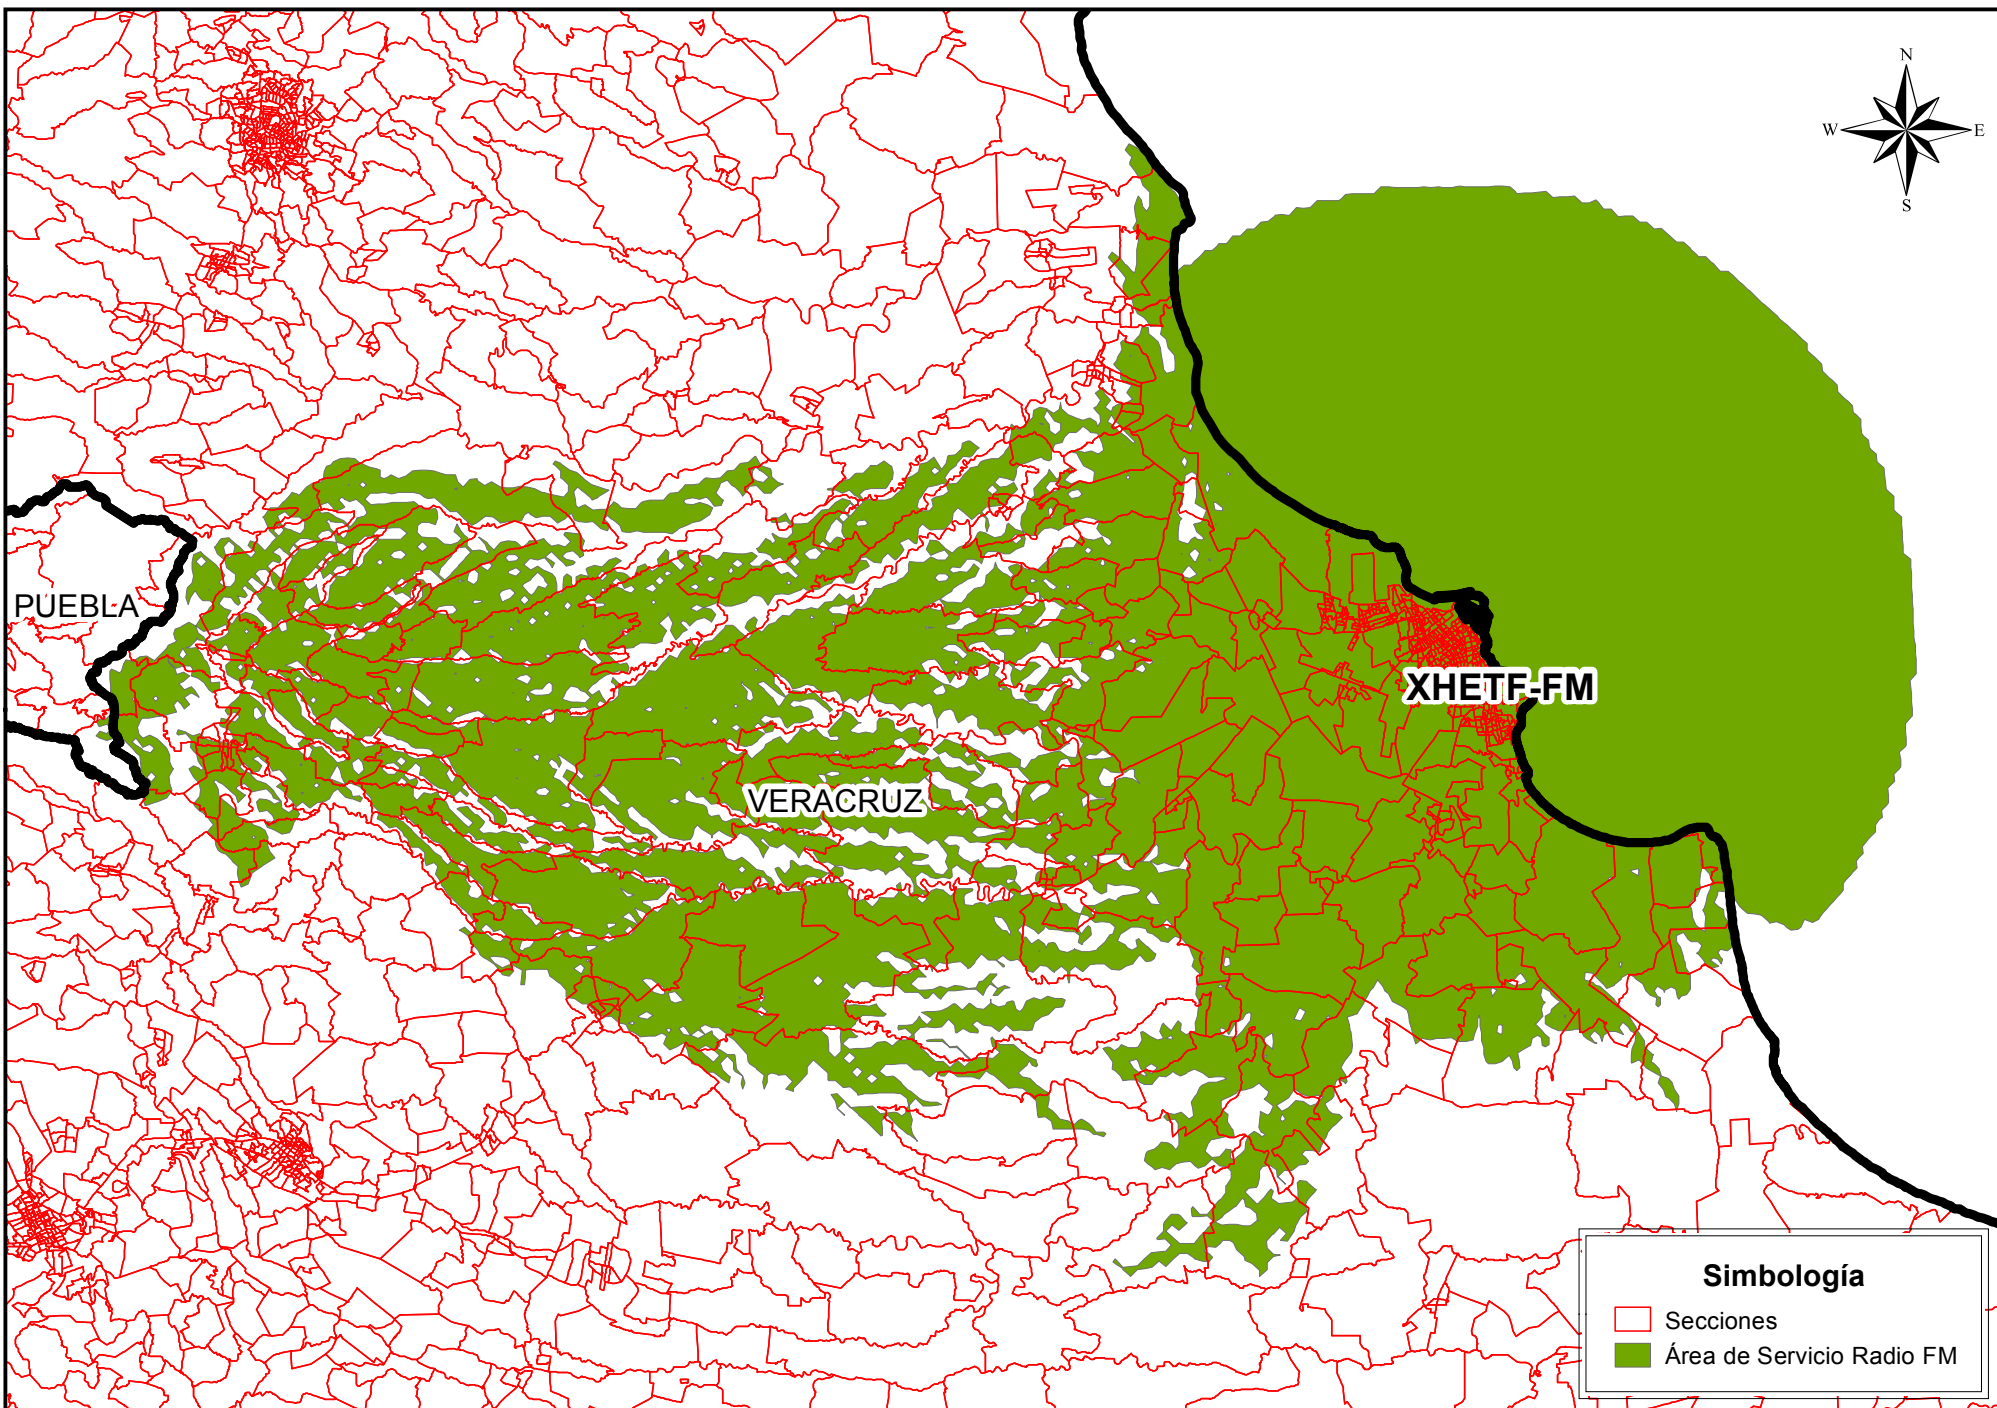 N
W E
S
PUEBLA
XHETF-FM
VERACRUZ
Simbología
Secciones
Área de Servicio Radio FM